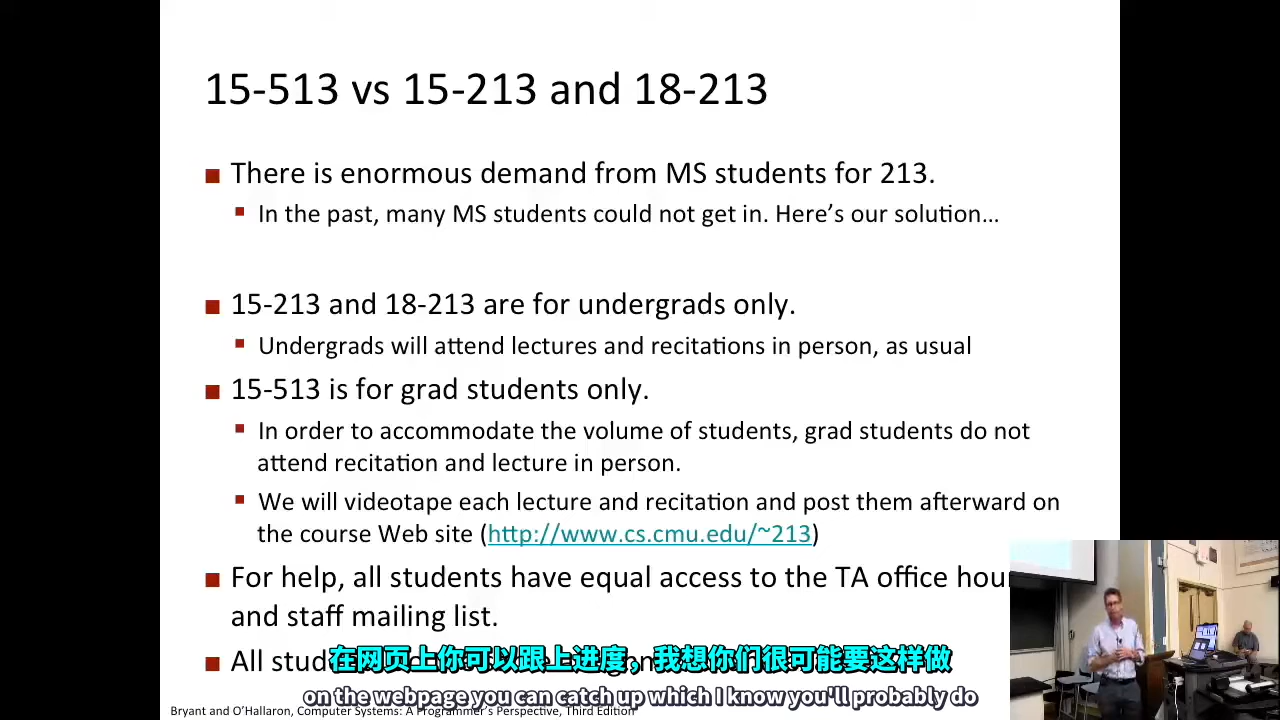 15-513 vs 15-213 and 18-213
■ There is enormous demand from MS students for 213.
▪ In the past, many MS students could not get in. Here's our solution…
■ 15-213 and 18-213 are for undergrads only.
▪ Undergrads will attend lectures and recitations in person, as usual
■ 15-513 is for grad students only.
▪ In order to accommodate the volume of students, grad students do not
attend recitation and lecture in person.
▪ We will videotape each lecture and recitation and post them afterward on
the course Web site (http://www.cs.cmu.edu/~213)
■ For help, all students have equal access to the TA office hou
and staff mailing list.
■ All stud
在网页上你可以跟上进度，我想你们很可能要这样做
on the webpage you can catch up which I know you'll probably do
Bryant and O'Hallaron, Computer Systems: A Programmer's Perspective, Third Edition